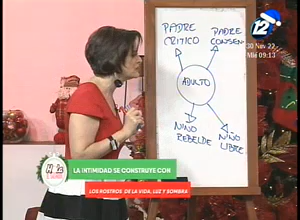 PADRE
CRITICO
PADRE
CONSEN
ADULTO
NIÑO
REBELDE
NIÑO
LIBRE
12
30 Nov 22
Mié 09:13
LA INTIMIDAD SE CONSTRUYE CON
LOS ROSTROS DE LA VIDA, LUZ Y SOMBRA